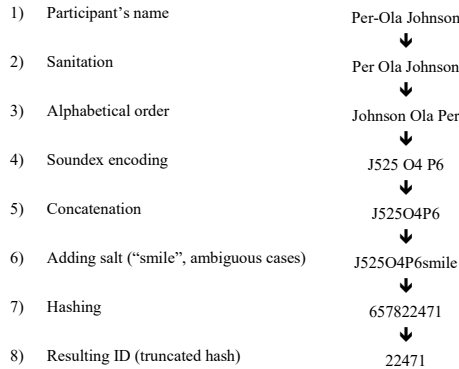 1) Participant’s name Per-Ola Johnson
2) Sanitation Per Ola Johnson
3) Alphabetical order Johnson Ola Per
4) Soundex encoding J525 O4 P6
5) Concatenation J525O4P6
6) Adding salt (“smile”, ambiguous cases) J525O4P6smile
7) Hashing 657822471
8) Resulting ID (truncated hash) 22471